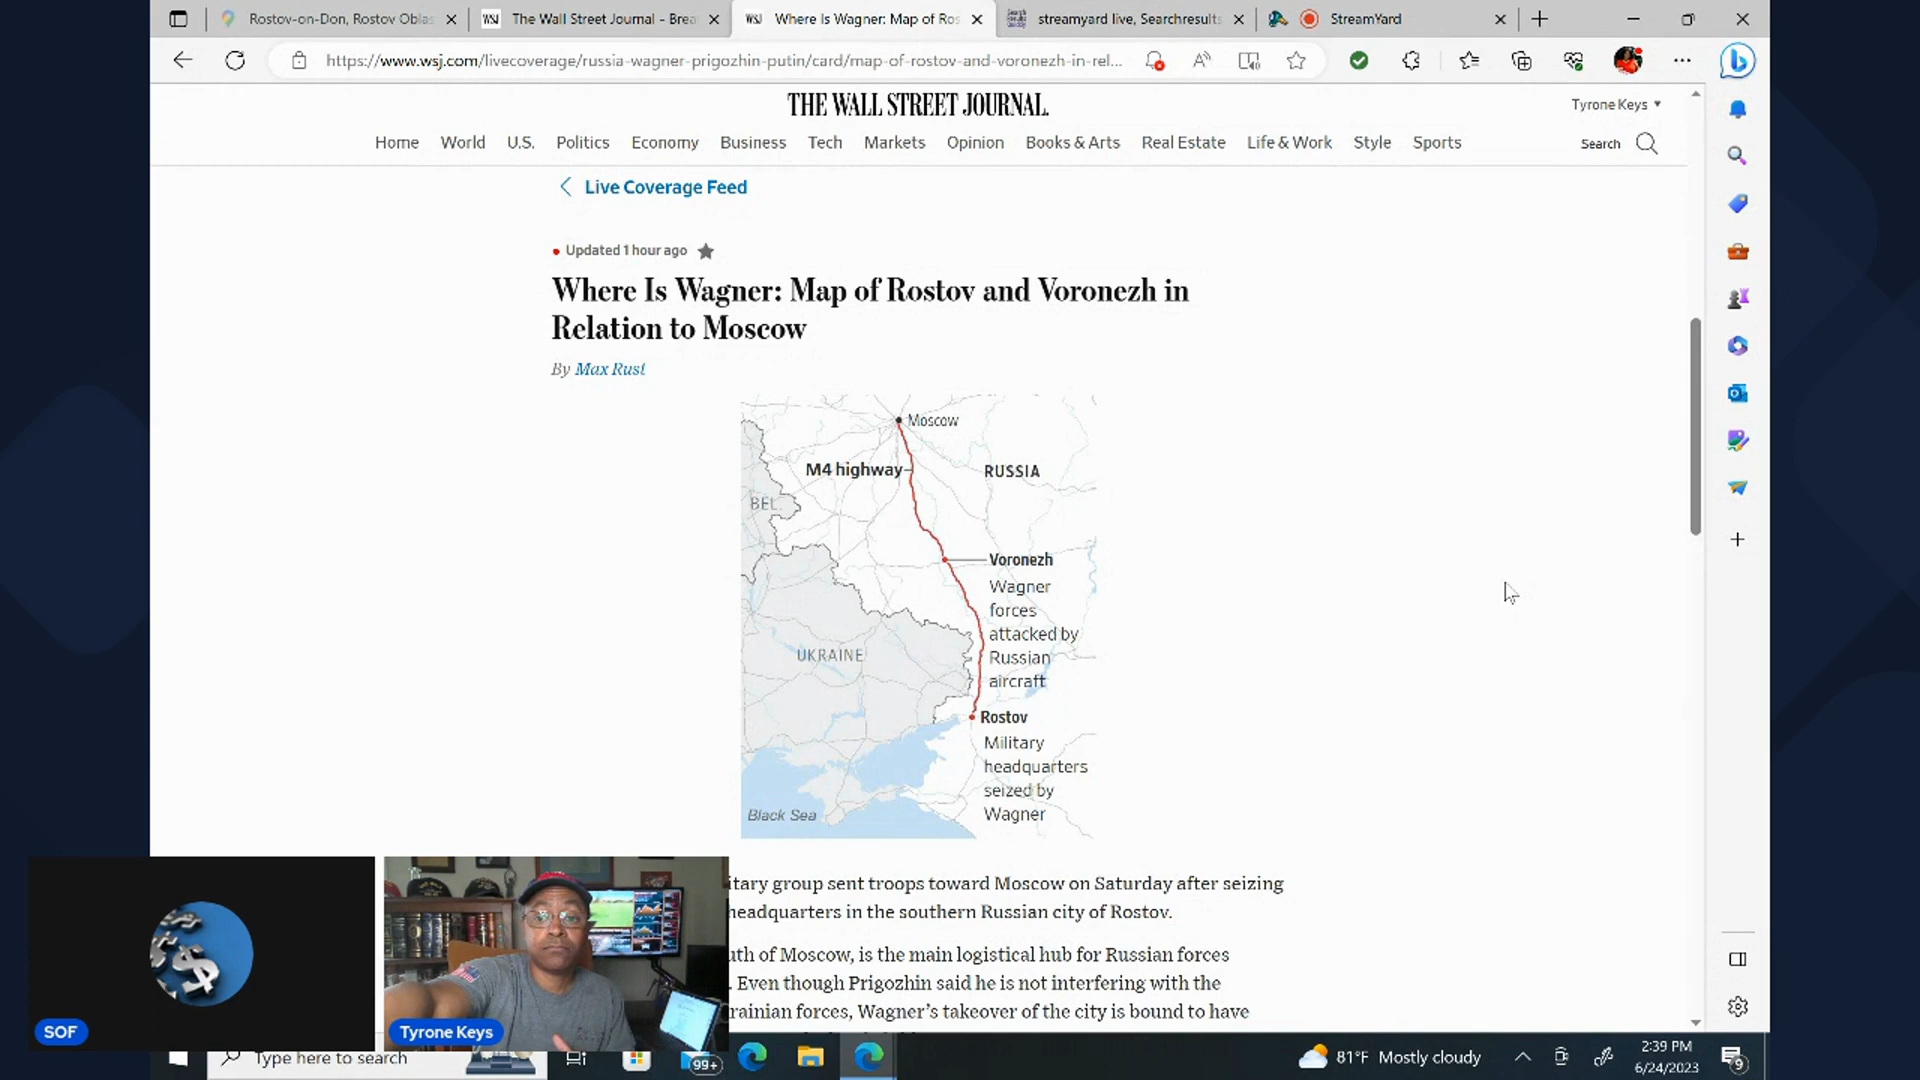 Rostov-on-Don, Rostov Oblas
The Wall Street Journal - Brea
Where Is Wagner: Map of Ros
streamyard live, Searchresults
StreamYard
https://www.wsj.com/livecoverage/russia-wagner-prigozhin-putin/card/map-of-rostov-and-voronezh-in-rel...
THE WALL STREET JOURNAL.
Tyrone Keys
Home World U.S. Politics Economy Business Tech Markets Opinion Books & Arts Real Estate Life & Work Style Sports
Search
Live Coverage Feed
Updated 1 hour ago
Where Is Wagner: Map of Rostov and Voronezh in
Relation to Moscow
By Max Rust
Moscow
M4 highway
RUSSIA
BEL.
Voronezh
Wagner
forces
attacked by
Russian
aircraft
UKRAINE
Rostov
Military
headquarters
seized by
Wagner
Black Sea
itary group sent troops toward Moscow on Saturday after seizing
headquarters in the southern Russian city of Rostov.
uth of Moscow, is the main logistical hub for Russian forces
. Even though Prigozhin said he is not interfering with the
rainian forces, Wagner's takeover of the city is bound to have
SOF
Tyrone Keys
Type here to search
99+
81°F Mostly cloudy
2:39 PM
6/24/2023
9